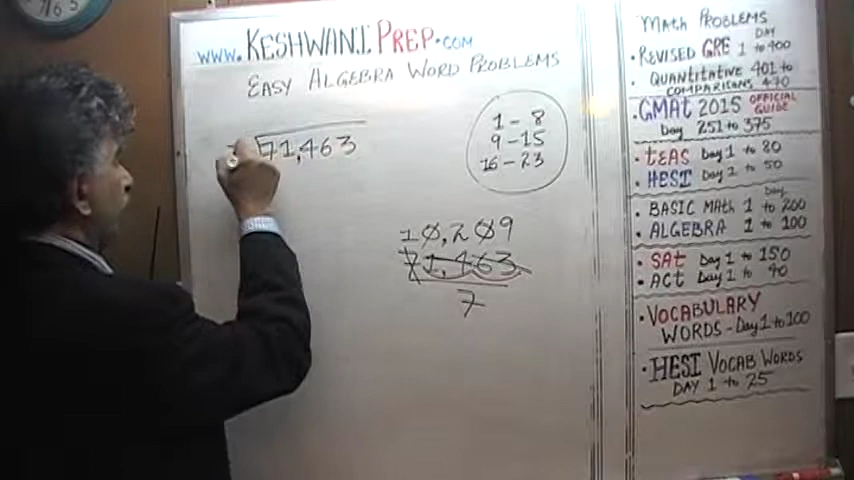 www.KESHWANIPREP.COM
EASY ALGEBRA WORD PROBLEMS
71,463
1 - 8
9 - 15
16 - 23
10,209
71,463
7
MATH PROBLEMS
DAY
• REVISED GRE 1 to 400
• QUANTITATIVE 401 to
COMPARISONS 470
• GMAt 2015 OFFICIAL GUIDE
Day 251 to 375
• tEAS Day 1 to 80
• HESI Day 1 to 50
Day
• BASIC MAth 1 to 200
• ALGEBRA 1 to 100
• SAt Day 1 to 150
• ACt Day 1 to 90
• VOCABULARY
WORDS - Day 1 to 100
• HESI VOCAB WORDS
DAY 1 to 25